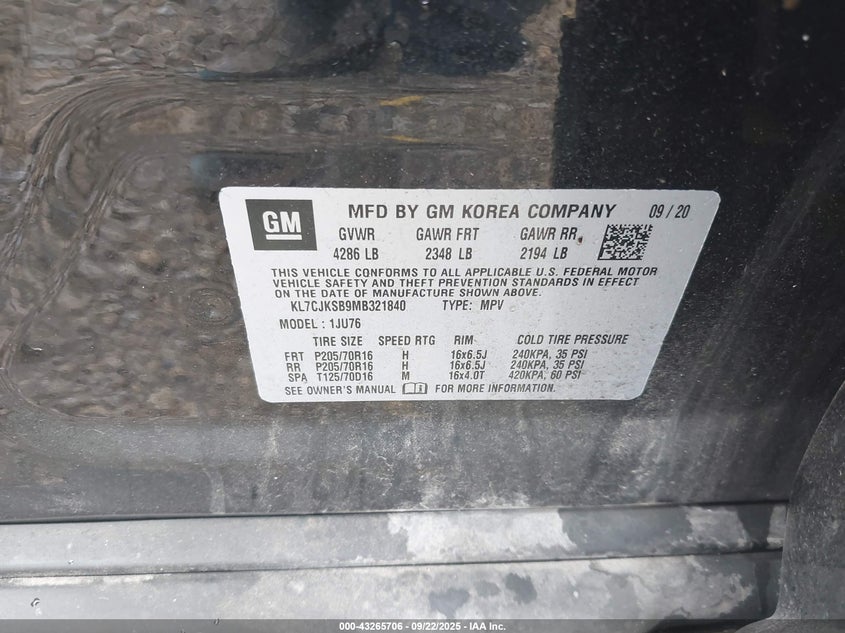 GM
MFD BY GM KOREA COMPANY 09/20
GVWR GAWR FRT GAWR RR
4286 LB 2348 LB 2194 LB
THIS VEHICLE CONFORMS TO ALL APPLICABLE U.S. FEDERAL MOTOR
VEHICLE SAFETY AND THEFT PREVENTION STANDARDS IN EFFECT
ON THE DATE OF MANUFACTURE SHOWN ABOVE.
KL7CJKSB9MB321840 TYPE: MPV
MODEL : 1JU76
TIRE SIZE SPEED RTG RIM COLD TIRE PRESSURE
FRT P205/70R16 H 16x6.5J 240KPA, 35 PSI
RR P205/70R16 H 16x6.5J 240KPA, 35 PSI
SPA T125/70D16 M 16x4.0T 420KPA, 60 PSI
SEE OWNER'S MANUAL FOR MORE INFORMATION.
000-43265706 - 09/22/2025 - IAA, Inc.